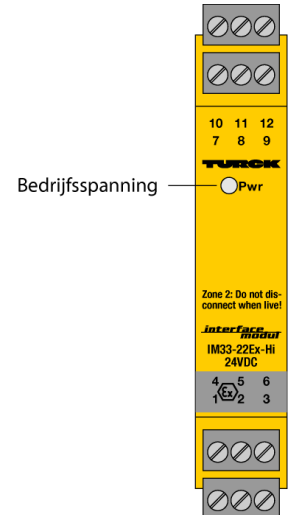 10 11 12
7 8 9
TURCK
Bedrijfsspanning
Pwr
Zone 2: Do not dis-
connect when live!
interface
modul
IM33-22Ex-Hi
24VDC
4 5 6
Ex
1 2 3